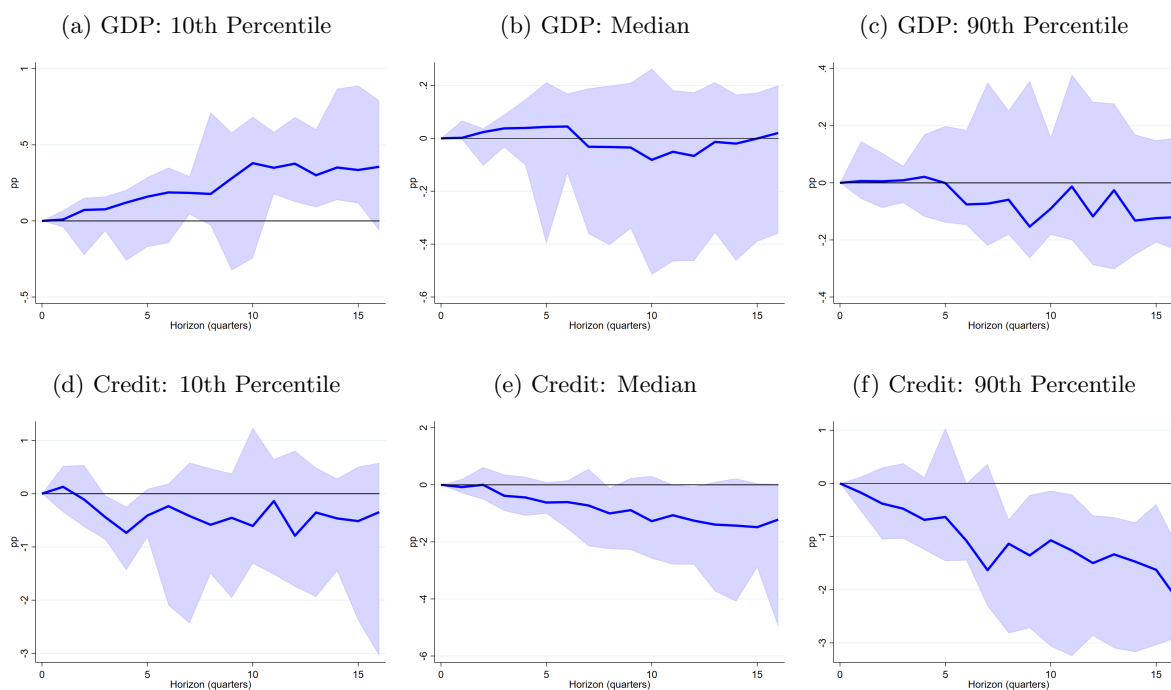 (a) GDP: 10th Percentile
(b) GDP: Median
(c) GDP: 90th Percentile
1
.5
0
-.5
pp
0 5 10 15
Horizon (quarters)
.2
0
-.2
-.4
-.6
pp
0 5 10 15
Horizon (quarters)
.4
.2
0
-.2
-.4
pp
0 5 10 15
Horizon (quarters)
(d) Credit: 10th Percentile
(e) Credit: Median
(f) Credit: 90th Percentile
1
0
-1
-2
-3
pp
0 5 10 15
Horizon (quarters)
2
0
-2
-4
-6
pp
0 5 10 15
Horizon (quarters)
1
0
-1
-2
-3
pp
0 5 10 15
Horizon (quarters)